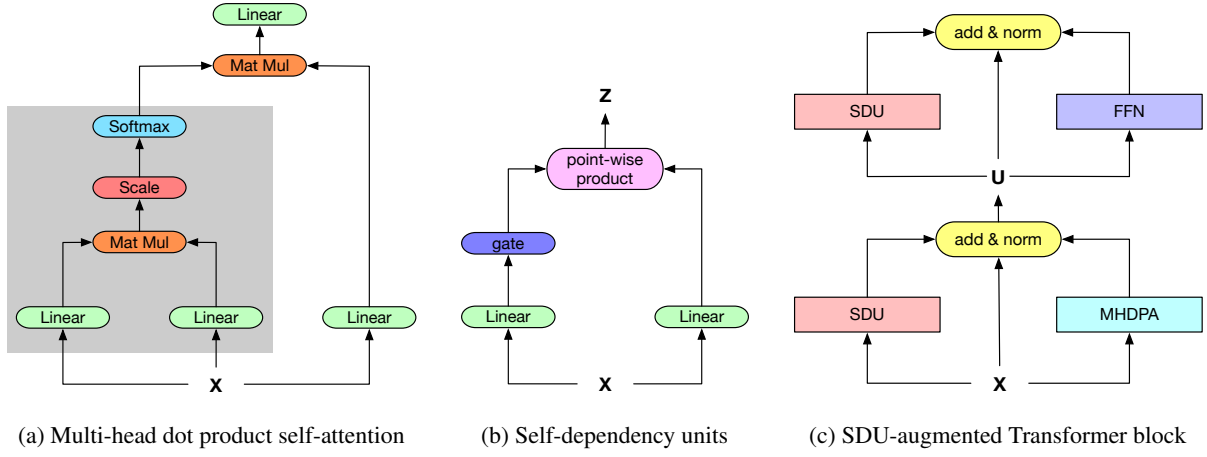 Linear
Mat Mul
Softmax
Scale
Mat Mul
Linear
Linear
Linear
X
(a) Multi-head dot product self-attention
Z
point-wise
product
gate
Linear
Linear
X
(b) Self-dependency units
add & norm
SDU
FFN
U
add & norm
SDU
MHDPA
X
(c) SDU-augmented Transformer block